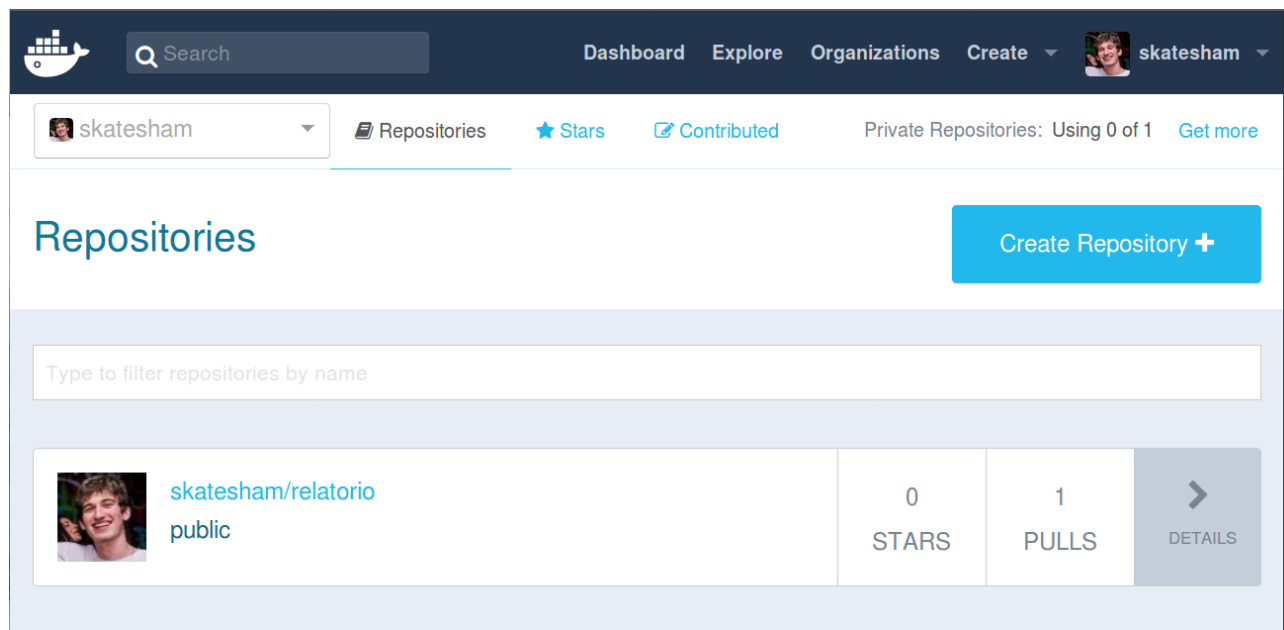 Search Dashboard Explore Organizations Create skatesham
skatesham Repositories Stars Contributed Private Repositories: Using 0 of 1 Get more
Repositories
Create Repository
Type to filter repositories by name
skatesham/relatorio
public
0
STARS
1
PULLS
DETAILS